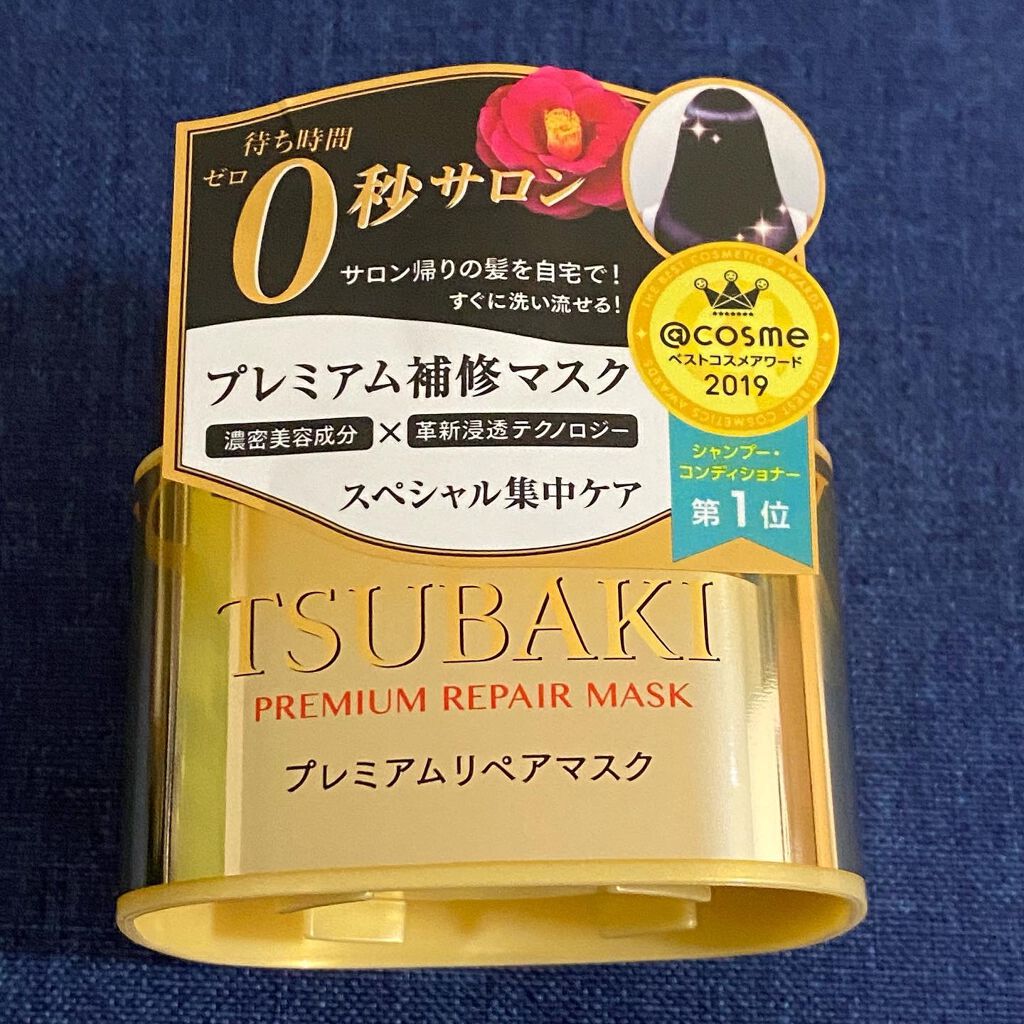 待ち時間
ゼロ
0秒サロン
サロン帰りの髪を自宅で!
すぐに洗い流せる!
プレミアム補修マスク
濃密美容成分×革新浸透テクノロジー
スペシャル集中ケア
THE BEST COSMETICS AWARDS
@cosme
ベストコスメアワード
2019
THE BEST COSMETICS AWARDS
シャンプー・
コンディショナー
第1位
TSUBAKI
PREMIUM REPAIR MASK
プレミアムリペアマスク